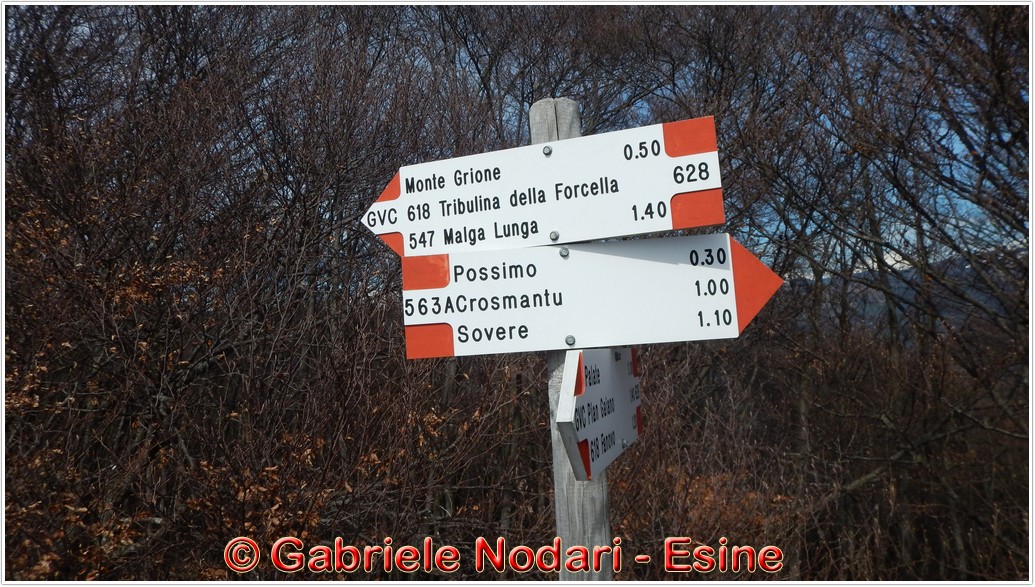 Monte Grione 0.50
GVC 618 Tribulina della Forcella 628
547 Malga Lunga 1.40
Possimo 0.30
563A Crosmantu 1.00
Sovere 1.10
Palate
GVC Plan Gaiano
618 Fanovo
© Gabriele Nodari - Esine